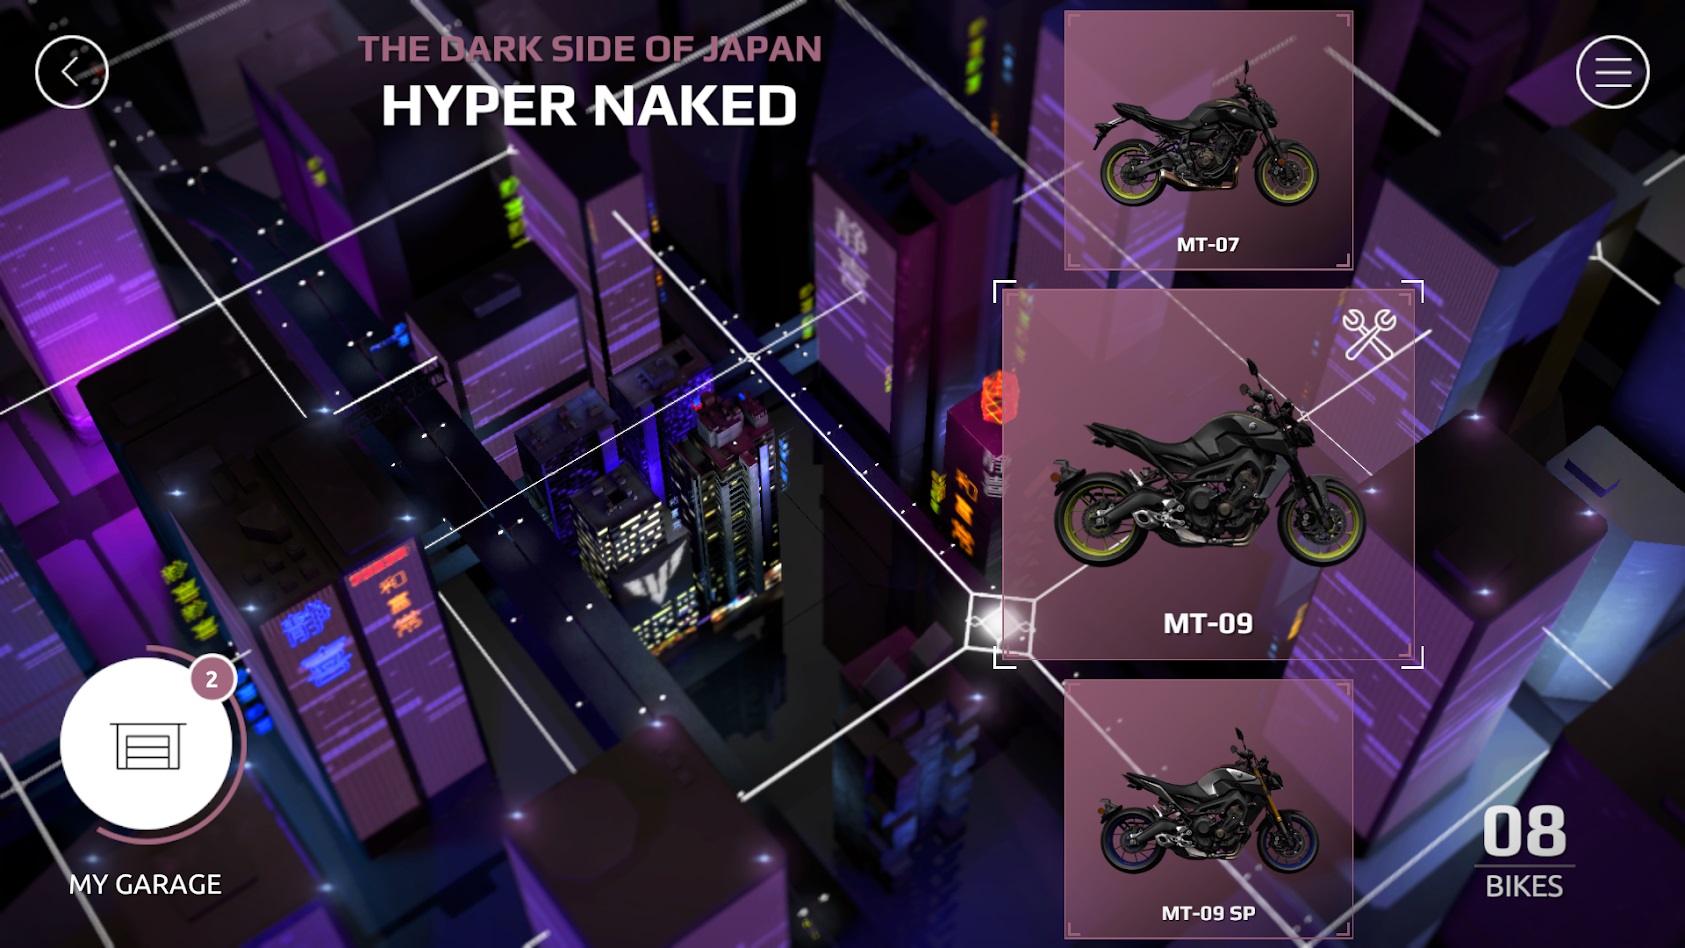 THE DARK SIDE OF JAPAN
HYPER NAKED
MT-07
MT-09
MT-09 SP
2
MY GARAGE
08
BIKES